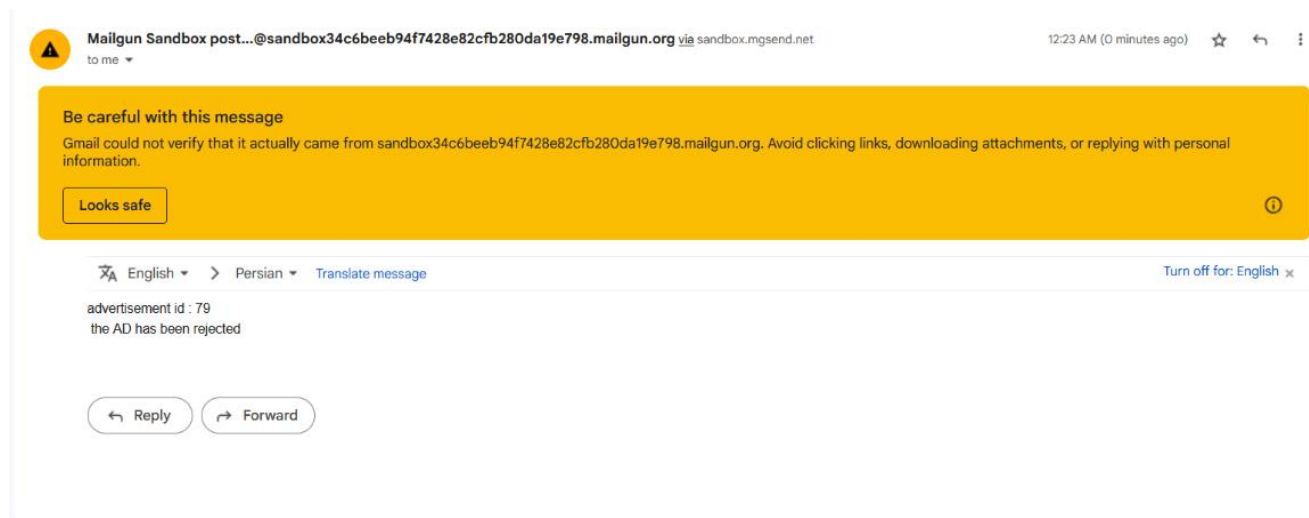 Mailgun Sandbox post...@sandbox34c6beeb94f7428e82cfb280da19e798.mailgun.org via sandbox.mgsend.net 12:23 AM (0 minutes ago)
to me
Be careful with this message
Gmail could not verify that it actually came from sandbox34c6beeb94f7428e82cfb280da19e798.mailgun.org. Avoid clicking links, downloading attachments, or replying with personal
information.
Looks safe
English > Persian Translate message Turn off for: English ×
advertisement id : 79
the AD has been rejected
Reply Forward